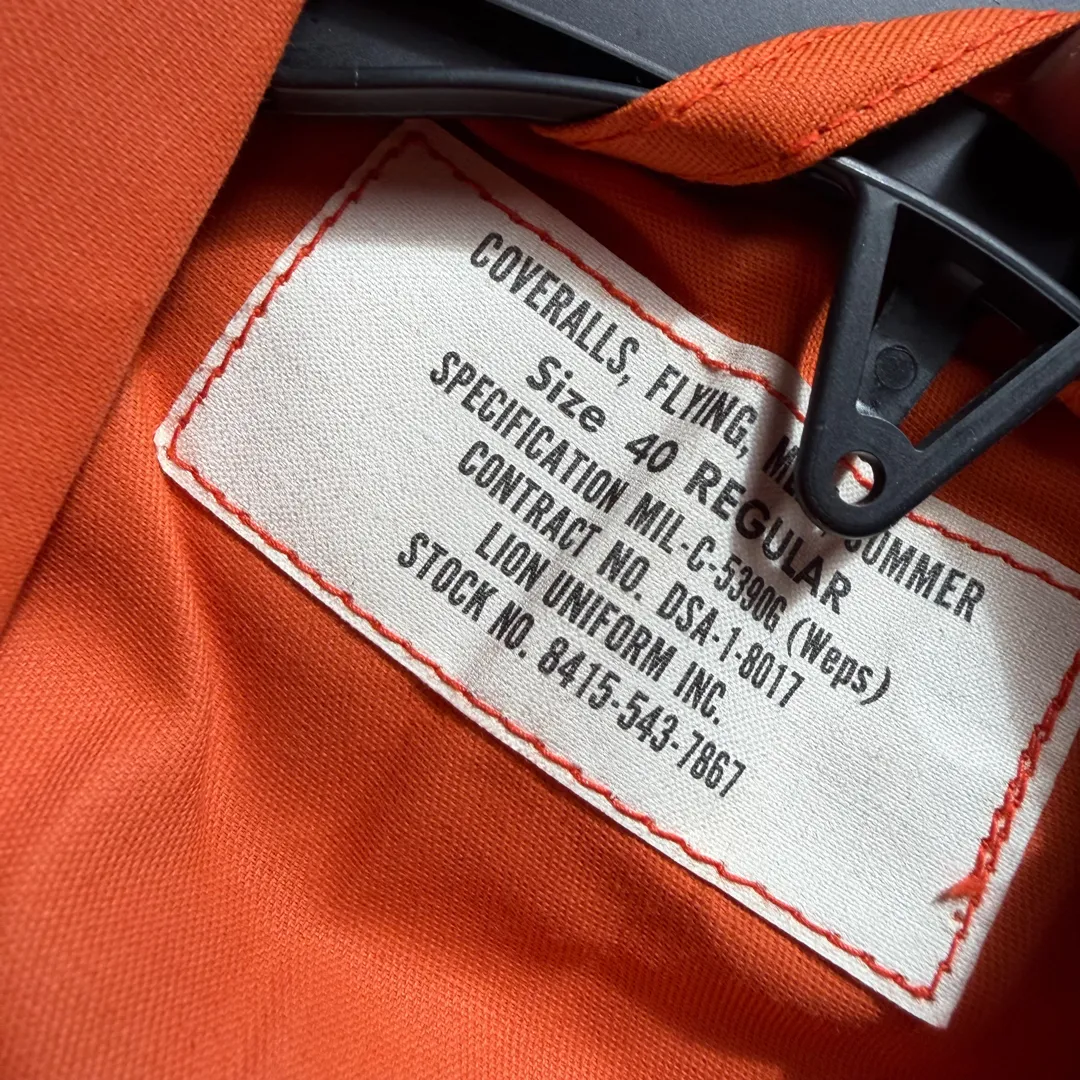 COVERALLS, FLYING, SUMMER
Size 40 REGULAR
SPECIFICATION MIL-C-5390G (Weps)
CONTRACT NO. DSA-1-8017
LION UNIFORM INC.
STOCK NO. 8415-543-7867